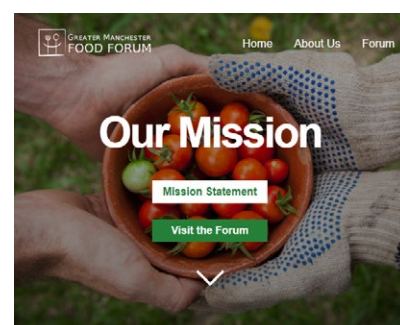 GREATER MANCHESTER
FOOD FORUM
Home About Us Forum
Our Mission
Mission Statement
Visit the Forum